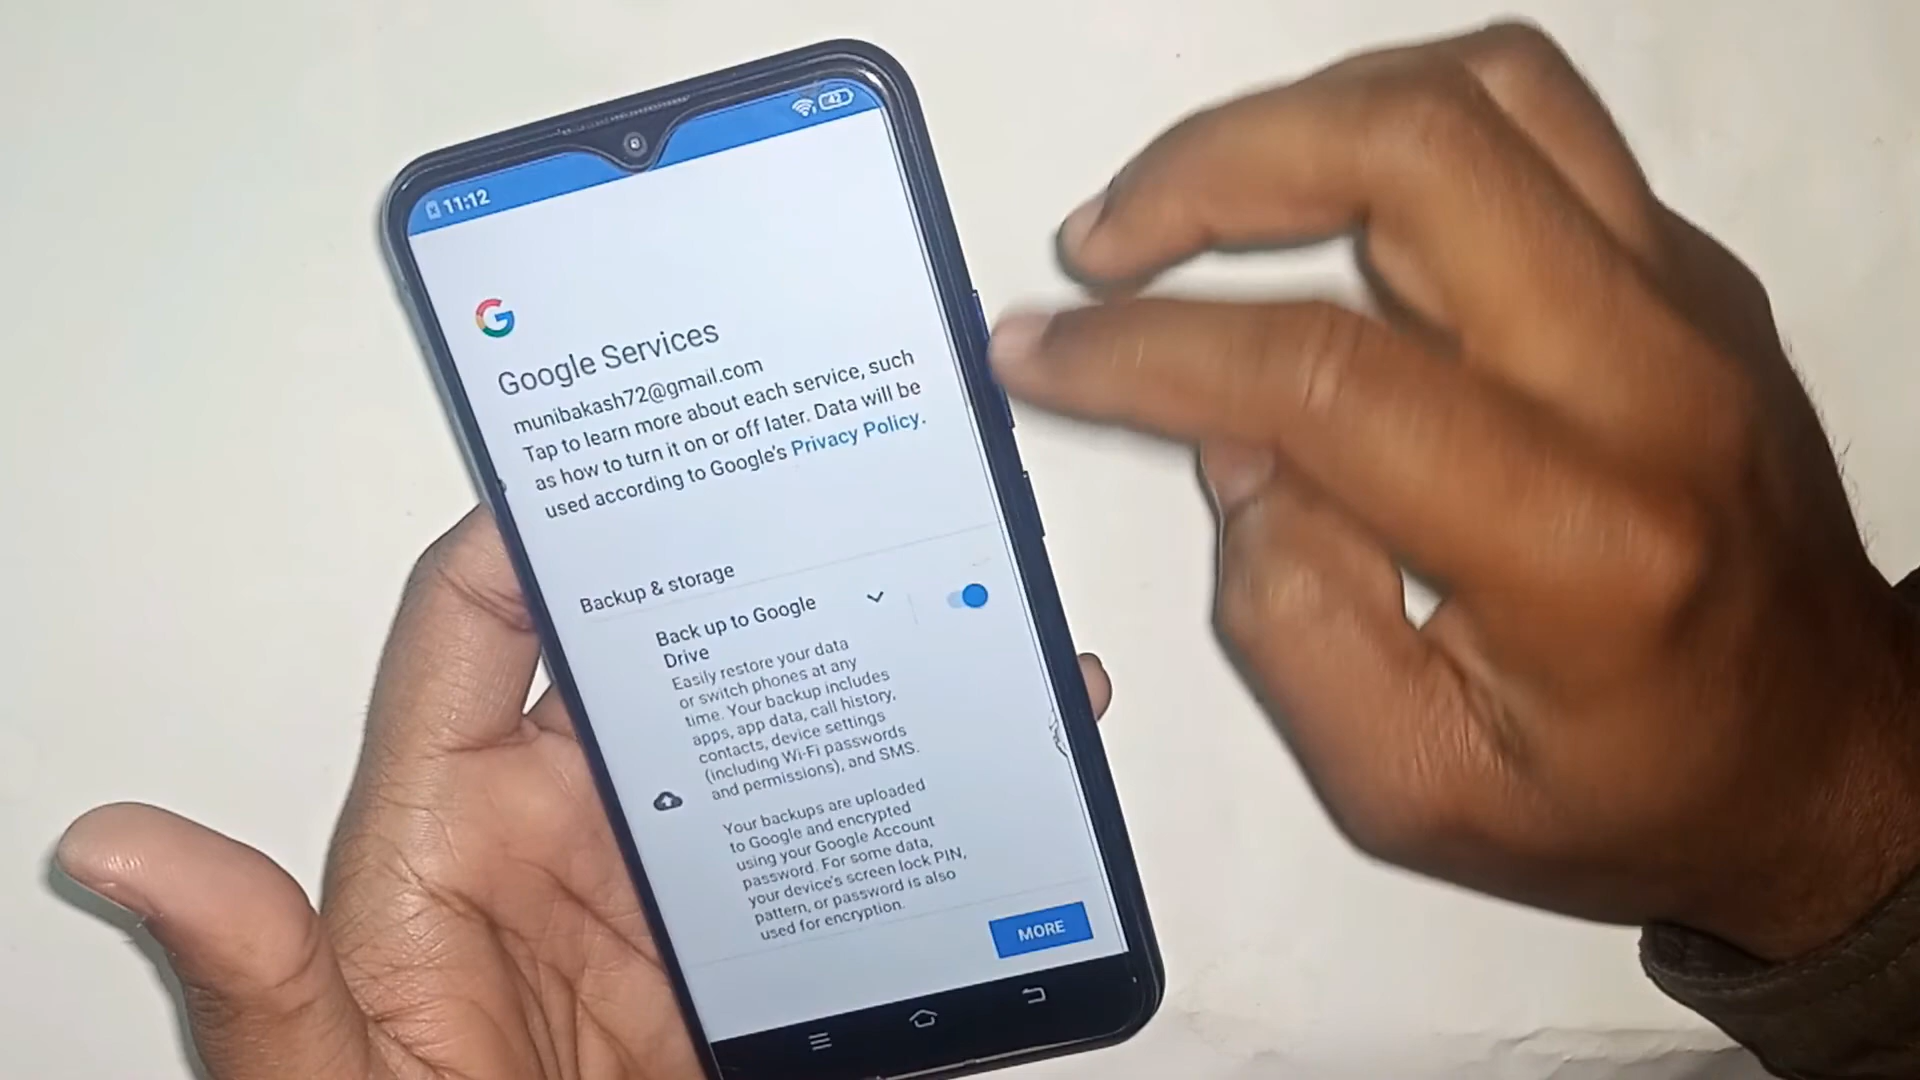 11:12
42
G
Google Services
munibakash72@gmail.com
Tap to learn more about each service, such
as how to turn it on or off later. Data will be
used according to Google's Privacy Policy.
Backup & storage
Back up to Google
Drive
Easily restore your data
or switch phones at any
time. Your backup includes
apps, app data, call history,
contacts, device settings
(including Wi-Fi passwords
and permissions), and SMS.
Your backups are uploaded
to Google and encrypted
using your Google Account
password. For some data,
your device's screen lock PIN,
pattern, or password is also
used for encryption.
MORE